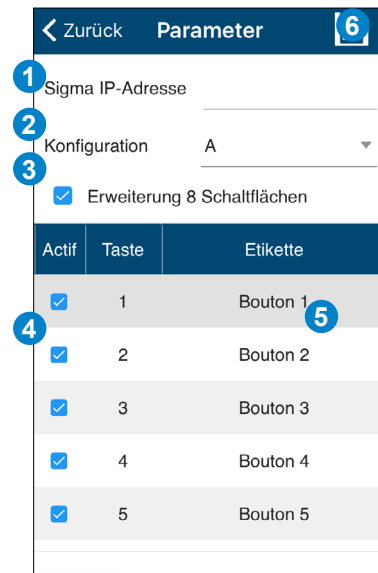 Zurück Parameter 6
1
Sigma IP-Adresse
2
Konfiguration A
3
Erweiterung 8 Schaltflächen
Actif Taste Etikette
1 Bouton 1
5
4
2 Bouton 2
3 Bouton 3
4 Bouton 4
5 Bouton 5